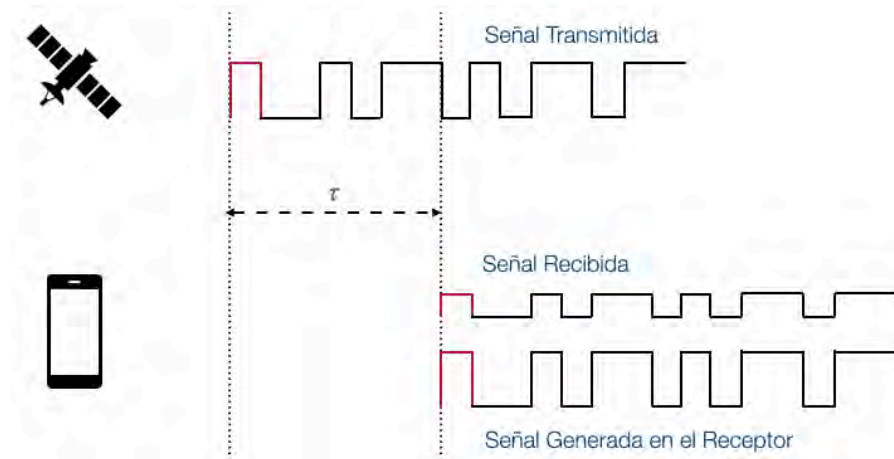 Señal Transmitida
τ
Señal Recibida
Señal Generada en el Receptor